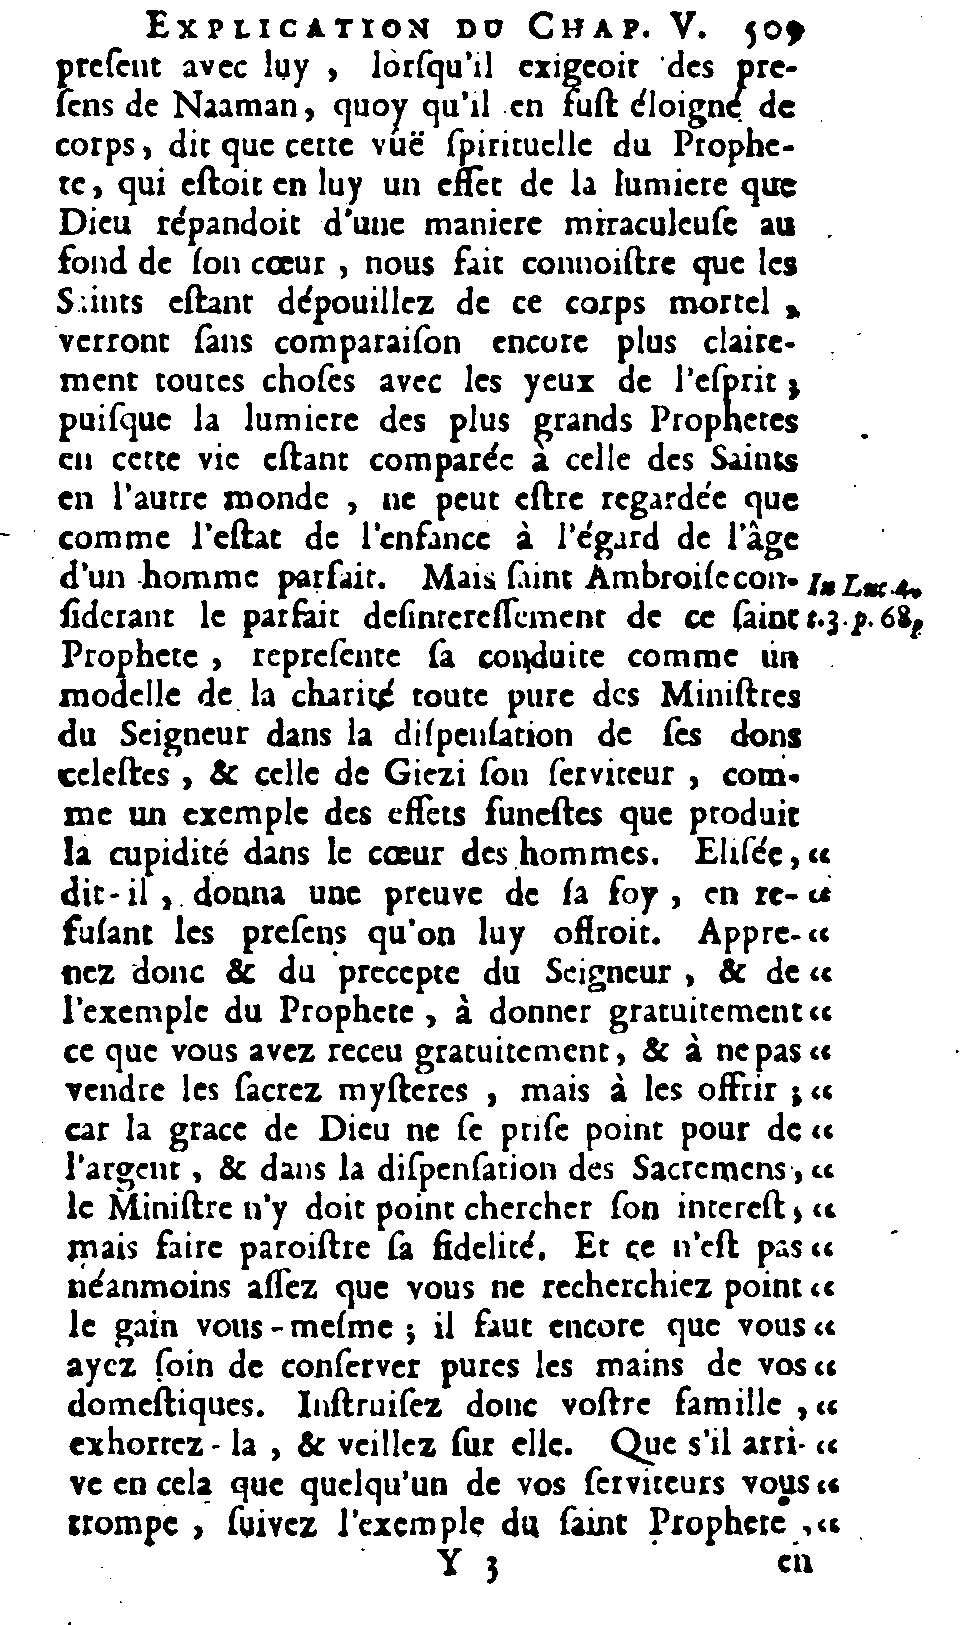 EXPLICATION DU CHAP. V. 509
preſent avec luy , lorſqu'il exigeoit des pre-
ſens de Naaman, quoy qu'il en fuſt éloigné de
corps, dit que cette vûë ſpirituelle du Prophe-
te, qui eſtoit en luy un effet de la lumiere que
Dieu répandoit d'une maniere miraculeuſe au
fond de ſon cœur , nous fait connoiſtre que les
Saints eſtant dépouillez de ce corps mortel ,
verront ſans comparaiſon encore plus claire-
ment toutes choſes avec les yeux de l'eſprit ;
puiſque la lumiere des plus grands Prophetes
en cette vie eſtant comparée à celle des Saints
en l'autre monde , ne peut eſtre regardée que
comme l'eſtat de l'enfance à l'égard de l'âge
d'un homme parfait. Mais ſaint Ambroiſe con- In Luc. 4.
ſiderant le parfait deſintereſſement de ce ſaint t.3. p. 68.
Prophete , repreſente ſa conduite comme un
modelle de la charité toute pure des Miniſtres
du Seigneur dans la diſpenſation de ſes dons
celeſtes , & celle de Giezi ſon ſerviteur , com-
me un exemple des effets funeſtes que produit
la cupidité dans le cœur des hommes. Eliſée, “
dit-il , donna une preuve de ſa foy , en re- “
fuſant les preſens qu'on luy offroit. Appre- “
nez donc & du precepte du Seigneur , & de “
l'exemple du Prophete , à donner gratuitement “
ce que vous avez receu gratuitement, & à ne pas “
vendre les ſacrez myſteres , mais à les offrir ; “
car la grace de Dieu ne ſe priſe point pour de “
l'argent , & dans la diſpenſation des Sacremens, “
le Miniſtre n'y doit point chercher ſon intereſt, “
mais faire paroiſtre ſa fidelité. Et ce n'eſt pas “
néanmoins aſſez que vous ne recherchiez point “
le gain vous-meſme ; il faut encore que vous “
ayez ſoin de conſerver pures les mains de vos “
domeſtiques. Inſtruiſez donc voſtre famille , “
exhortez-la , & veillez ſur elle. Que s'il arri- “
ve en cela que quelqu'un de vos ſerviteurs vous “
trompe , ſuivez l'exemple du ſaint Prophete , “
Y 3 en